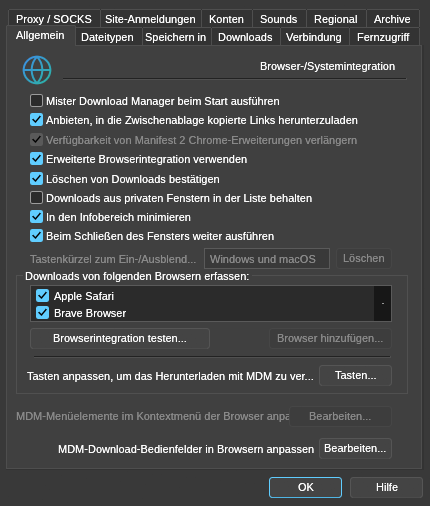 Proxy / SOCKS Site-Anmeldungen Konten Sounds Regional Archive
Allgemein Dateitypen Speichern in Downloads Verbindung Fernzugriff
Browser-/Systemintegration
Mister Download Manager beim Start ausführen
Anbieten, in die Zwischenablage kopierte Links herunterzuladen
Verfügbarkeit von Manifest 2 Chrome-Erweiterungen verlängern
Erweiterte Browserintegration verwenden
Löschen von Downloads bestätigen
Downloads aus privaten Fenstern in der Liste behalten
In den Infobereich minimieren
Beim Schließen des Fensters weiter ausführen
Tastenkürzel zum Ein-/Ausblend... Windows und macOS Löschen
Downloads von folgenden Browsern erfassen:
Apple Safari
Brave Browser
Browserintegration testen... Browser hinzufügen...
Tasten anpassen, um das Herunterladen mit MDM zu ver... Tasten...
MDM-Menüelemente im Kontextmenü der Browser anpa Bearbeiten...
MDM-Download-Bedienfelder in Browsern anpassen Bearbeiten...
OK Hilfe